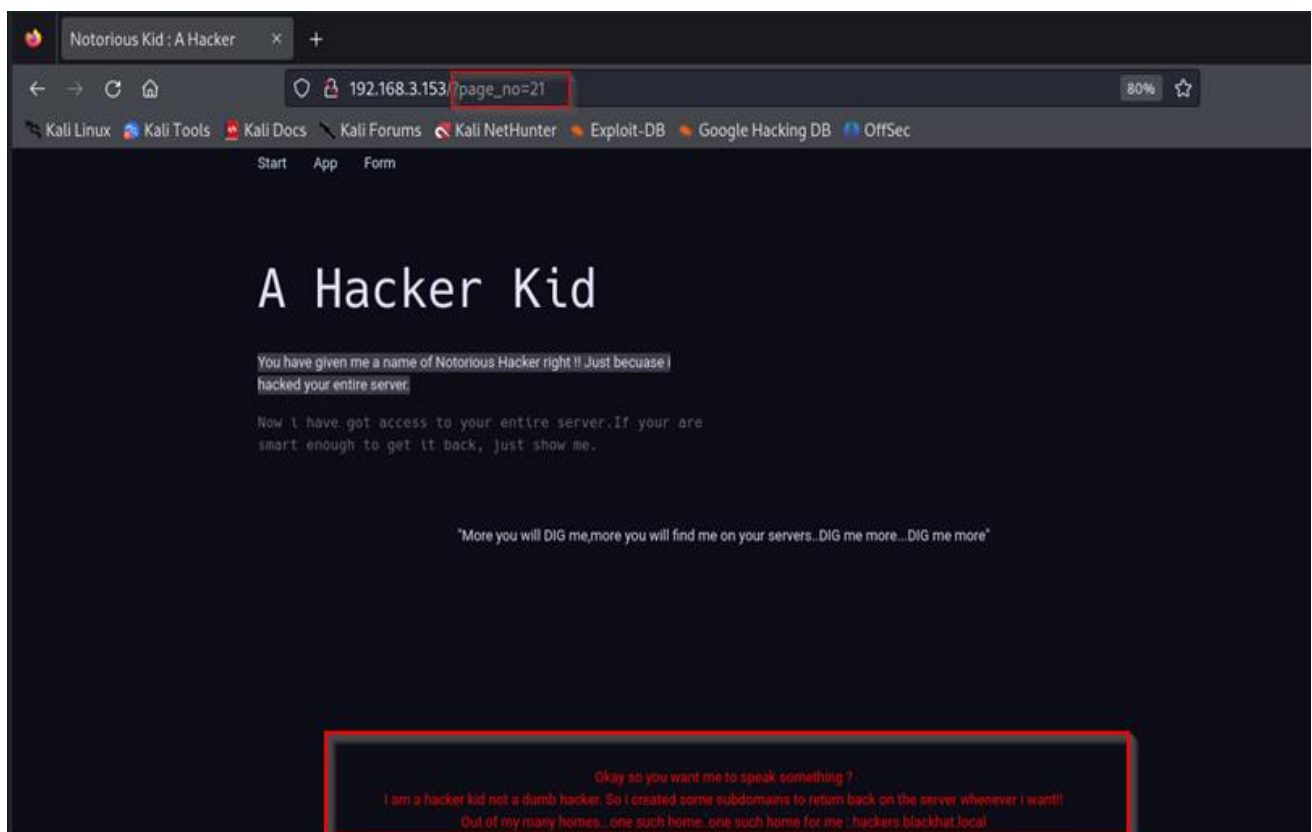 Notorious Kid : A Hacker
192.168.3.153/?page_no=21
80%
Kali Linux Kali Tools Kali Docs Kali Forums Kali NetHunter Exploit-DB Google Hacking DB OffSec
Start App Form
A Hacker Kid
You have given me a name of Notorious Hacker right !! Just becuase i
hacked your entire server.
Now i have got access to your entire server.If your are
smart enough to get it back, just show me.
"More you will DIG me,more you will find me on your servers..DIG me more...DIG me more"
Okay so you want me to speak something ?
I am a hacker kid not a dumb hacker. So i created some subdomains to return back on the server whenever i want!!
Out of my many homes...one such home..one such home for me : hackers.blackhat.local